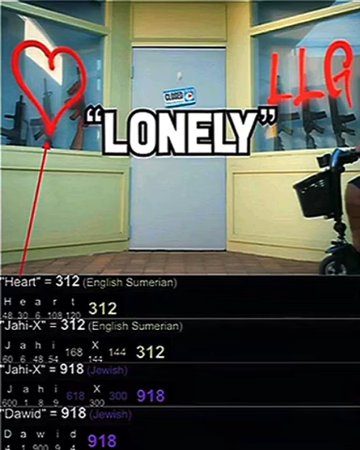 LLG
CLOSED
“LONELY”
"Heart" = 312 (English Sumerian)
H e a r t
48 30 6 108 120 312
"Jahi-X" = 312 (English Sumerian)
J a h i X
60 6 48 54 168 144 144 312
"Jahi-X" = 918 (Jewish)
J a h i X
600 1 8 9 618 300 300 918
"Dawid" = 918 (Jewish)
D a w i d
4 1 900 9 4 918